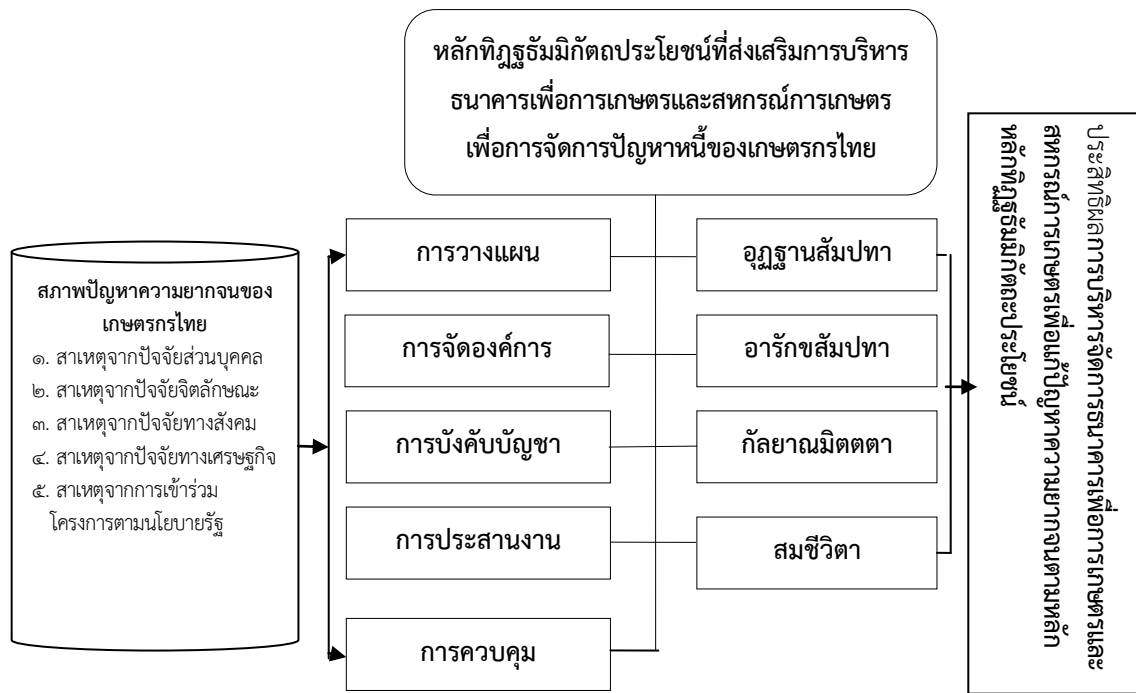 หลักทิฏฐธัมมิกัตถประโยชน์ที่ส่งเสริมการบริหาร
ธนาคารเพื่อการเกษตรและสหกรณ์การเกษตร
เพื่อการจัดการปัญหาหนี้ของเกษตรกรไทย
สภาพปัญหาความยากจนของ
เกษตรกรไทย
๑. สาเหตุจากปัจจัยส่วนบุคคล
๒. สาเหตุจากปัจจัยจิตลักษณะ
๓. สาเหตุจากปัจจัยทางสังคม
๔. สาเหตุจากปัจจัยทางเศรษฐกิจ
๕. สาเหตุจากการเข้าร่วม
โครงการตามนโยบายรัฐ
การวางแผน
การจัดองค์การ
การบังคับบัญชา
การประสานงาน
การควบคุม
อุฏฐานสัมปทา
อารักขสัมปทา
กัลยาณมิตตตา
สมชีวิตา
ประสิทธิผลการบริหารจัดการธนาคารเพื่อการเกษตรและ
สหกรณ์การเกษตรเพื่อแก้ปัญหาความยากจนตามหลัก
หลักทิฏฐธัมมิกัตถะประโยชน์